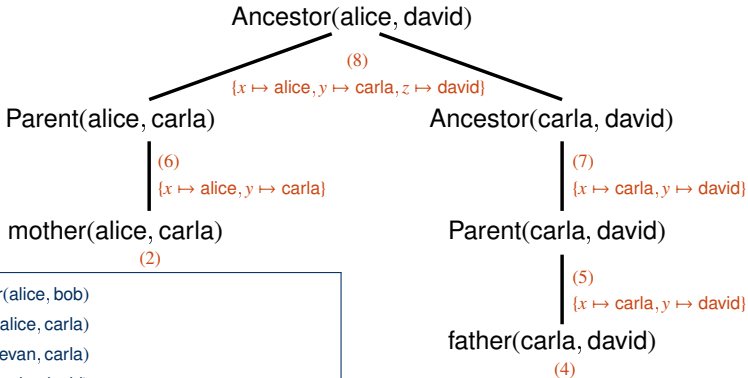 Ancestor(alice, david)
(8)
{x ↦ alice, y ↦ carla, z ↦ david}
Parent(alice, carla)
Ancestor(carla, david)
(6)
{x ↦ alice, y ↦ carla}
(7)
{x ↦ carla, y ↦ david}
mother(alice, carla)
(2)
Parent(carla, david)
(5)
{x ↦ carla, y ↦ david}
father(carla, david)
(4)
(alice, bob)
alice, carla)
evan, carla)